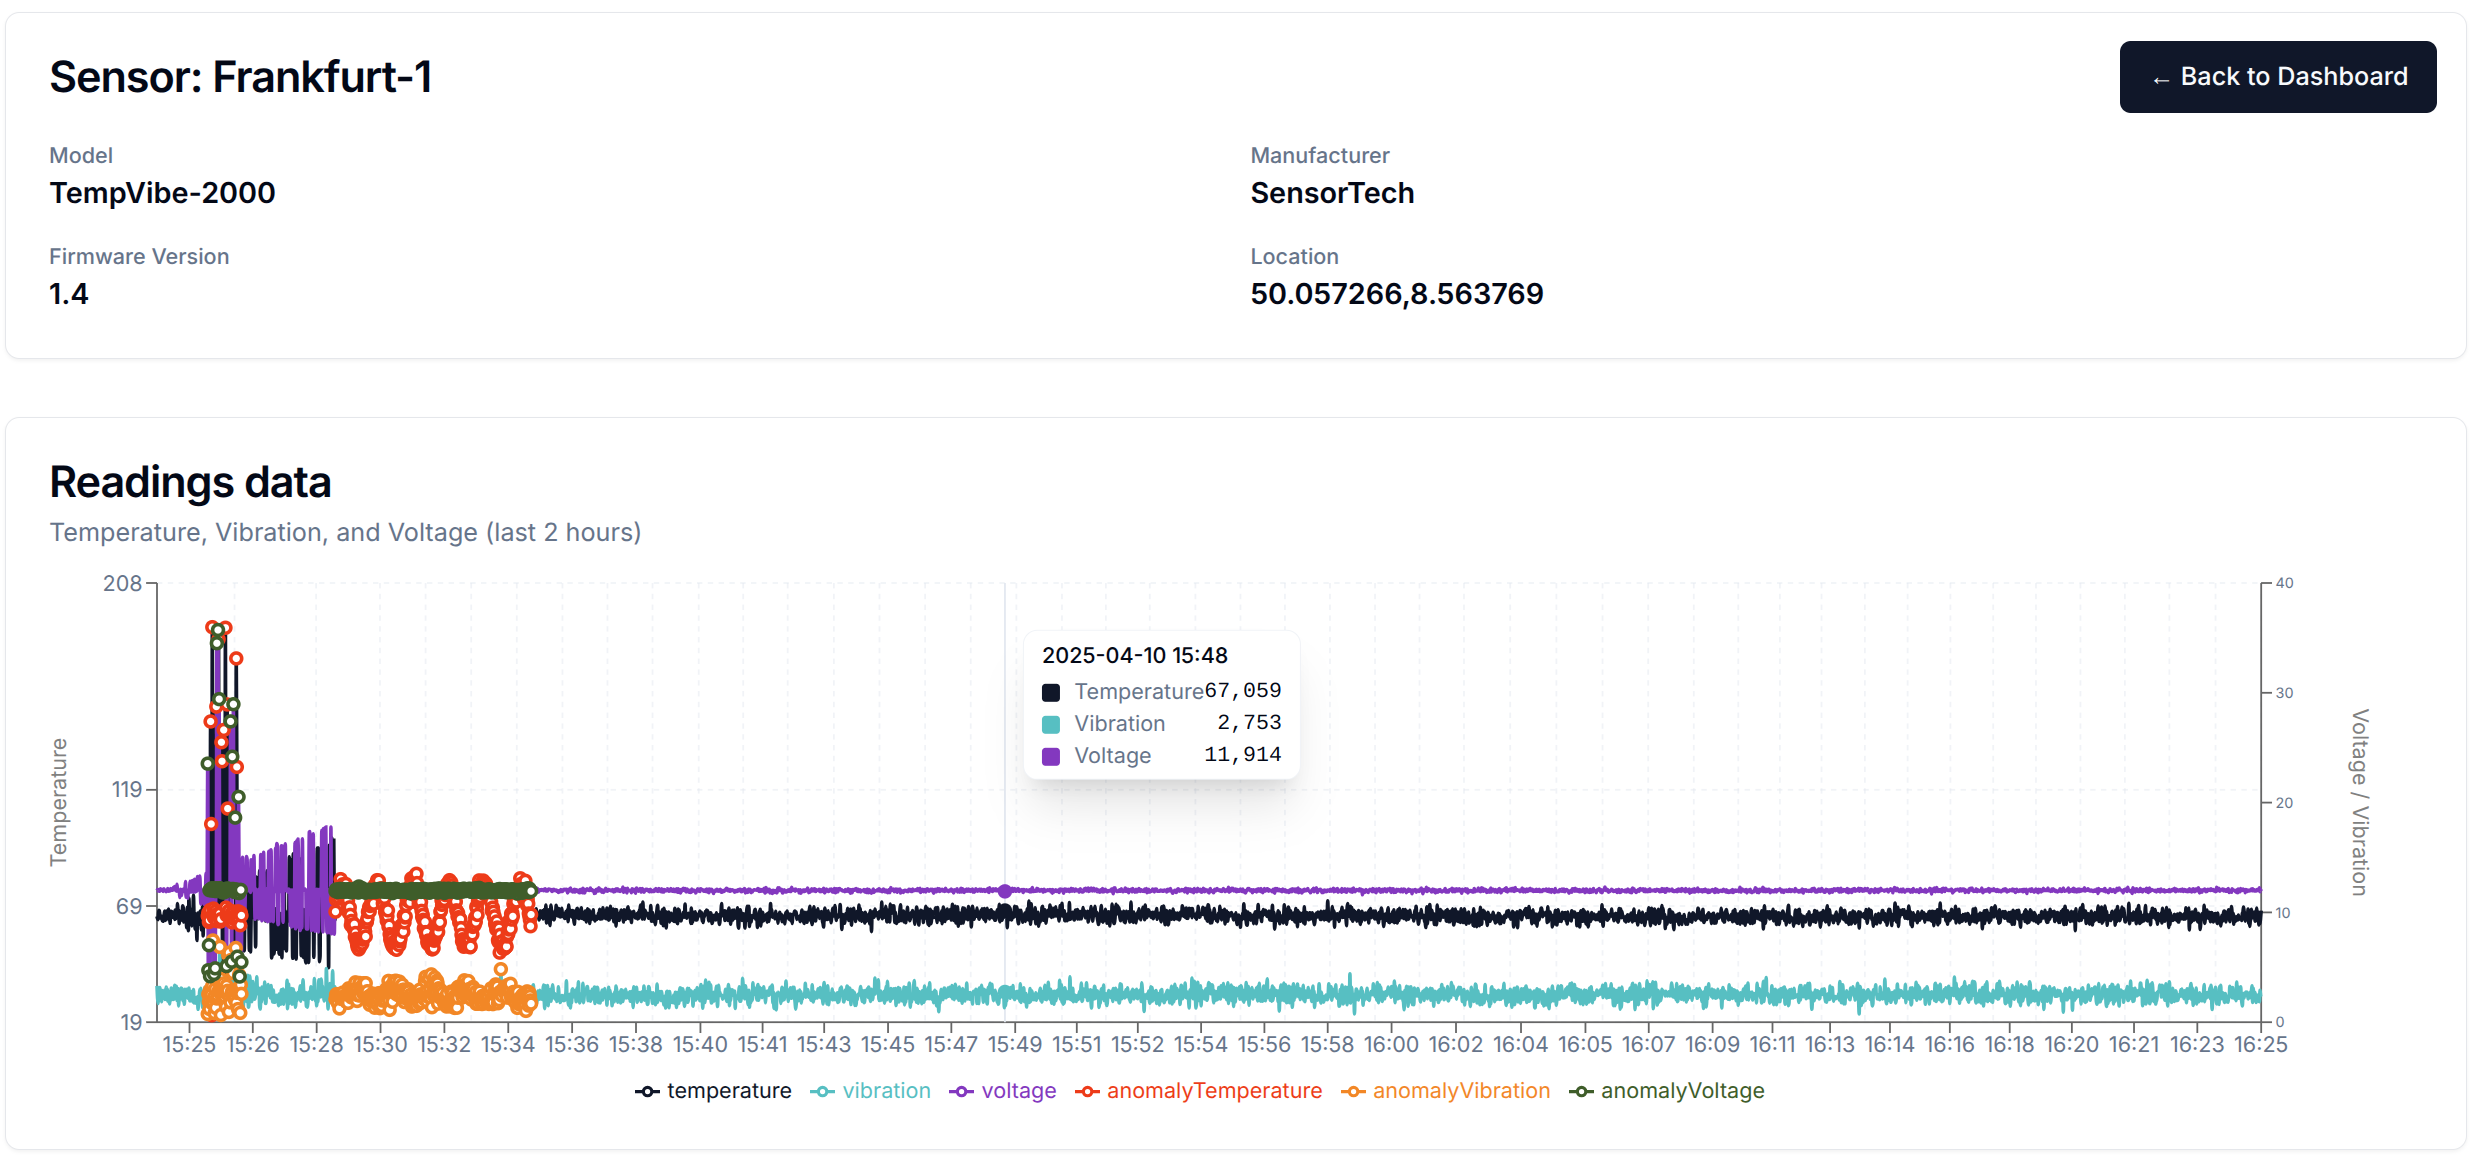 Sensor: Frankfurt-1
← Back to Dashboard
Model
TempVibe-2000
Manufacturer
SensorTech
Firmware Version
1.4
Location
50.057266,8.563769
Readings data
Temperature, Vibration, and Voltage (last 2 hours)
208
119
69
19
Temperature
40
30
20
10
0
Voltage / Vibration
2025-04-10 15:48
Temperature 67,059
Vibration 2,753
Voltage 11,914
15:25 15:26 15:28 15:30 15:32 15:34 15:36 15:38 15:40 15:41 15:43 15:45 15:47 15:49 15:51 15:52 15:54 15:56 15:58 16:00 16:02 16:04 16:05 16:07 16:09 16:11 16:13 16:14 16:16 16:18 16:20 16:21 16:23 16:25
temperature vibration voltage anomalyTemperature anomalyVibration anomalyVoltage